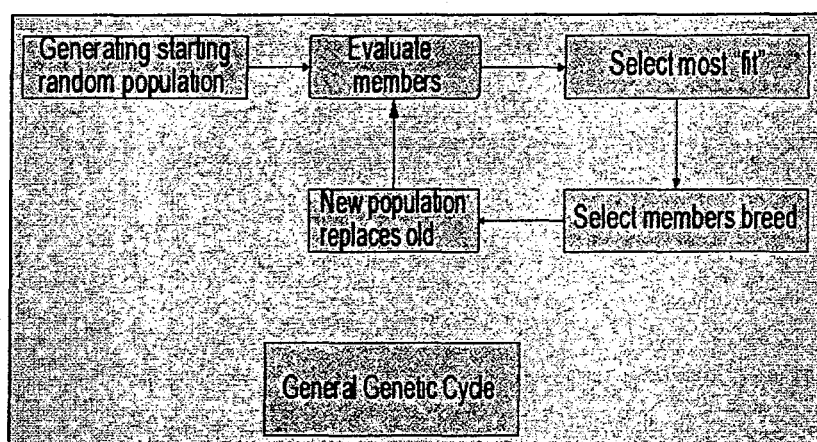 Generating starting
random population
Evaluate
members
Select most "fit"
New population
replaces old
Select members breed
General Genetic Cycle